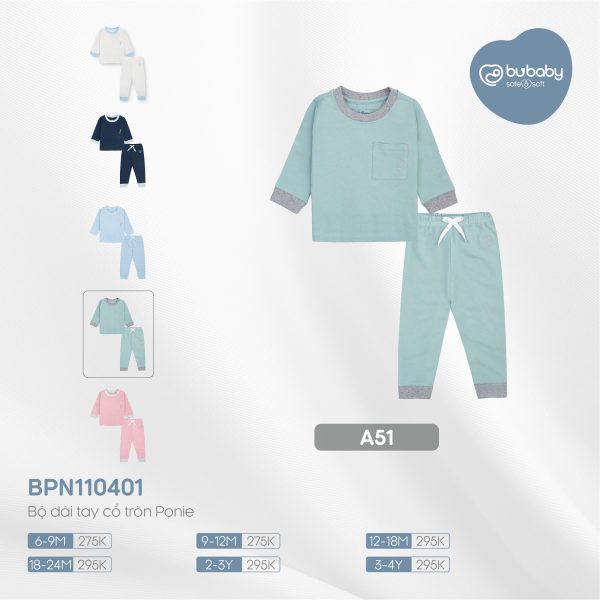 bubaby
safe & soft
A51
BPN110401
Bộ dài tay cổ tròn Ponie
6-9M 275K 9-12M 275K 12-18M 295K
18-24M 295K 2-3Y 295K 3-4Y 295K